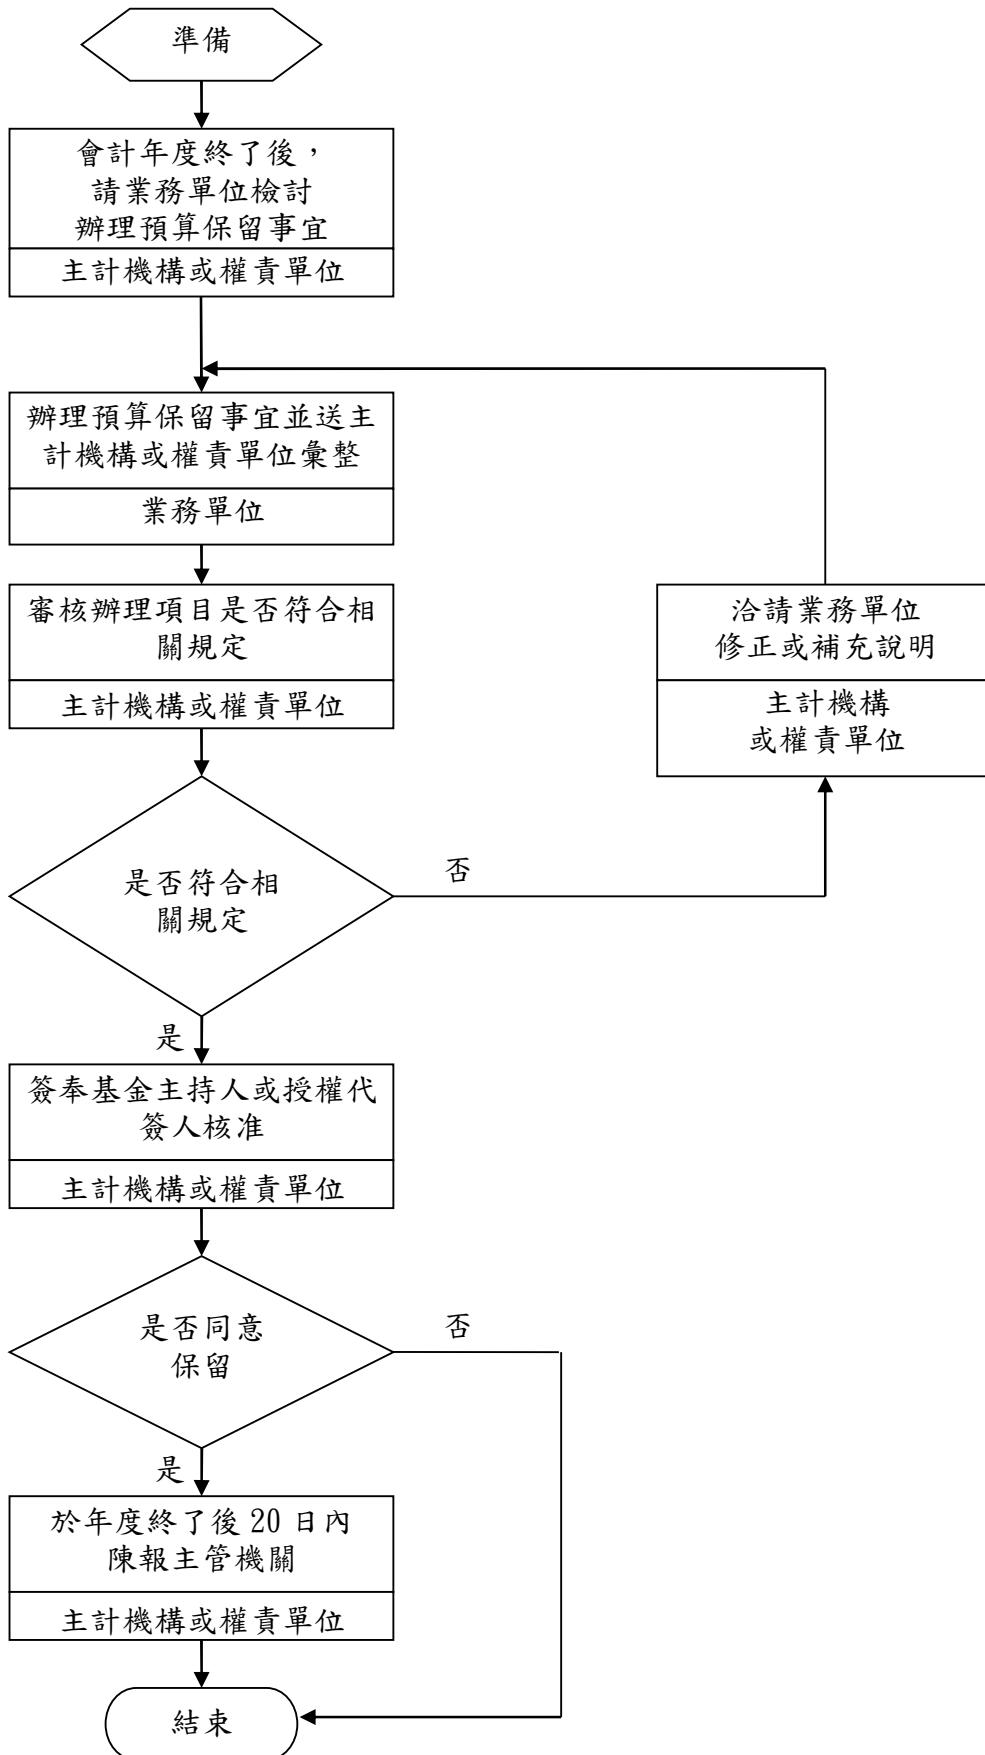 準備
會計年度終了後，
請業務單位檢討
辦理預算保留事宜
主計機構或權責單位
辦理預算保留事宜並送主
計機構或權責單位彙整
業務單位
審核辦理項目是否符合相
關規定
主計機構或權責單位
洽請業務單位
修正或補充說明
主計機構
或權責單位
是否符合相
關規定
否
是
簽奉基金主持人或授權代
簽人核准
主計機構或權責單位
是否同意
保留
否
是
於年度終了後 20 日內
陳報主管機關
主計機構或權責單位
結束